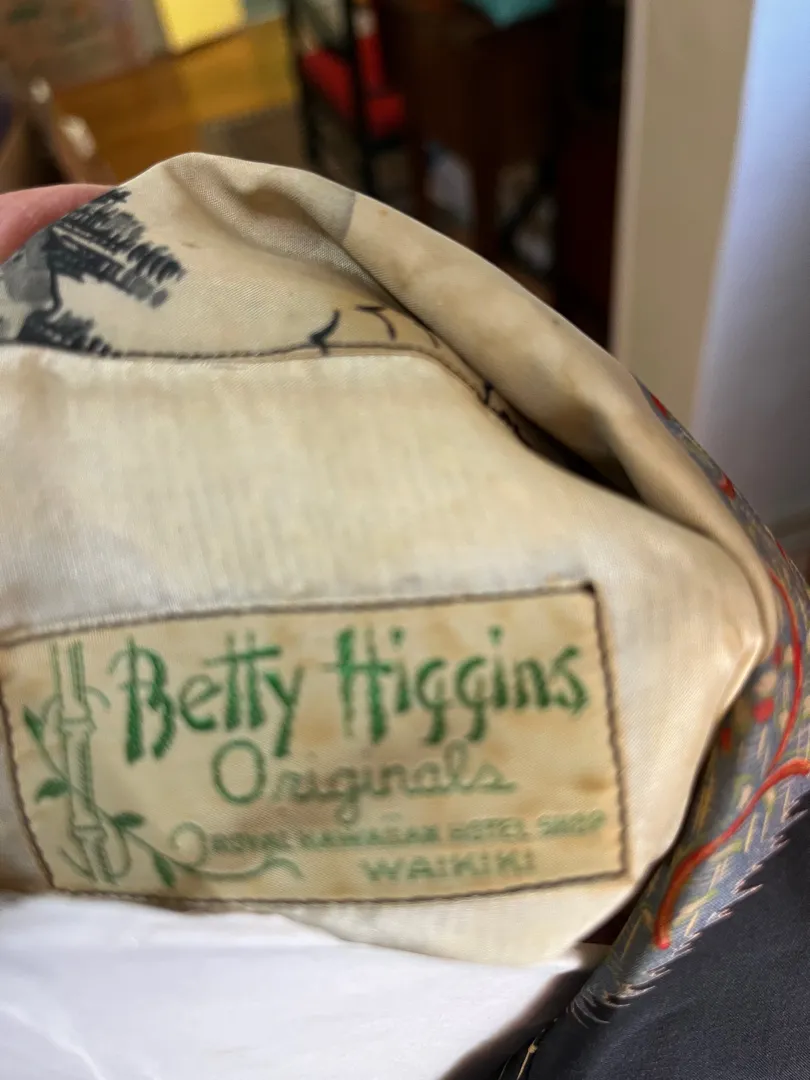 Betty Higgins
Originals
ROYAL HAWAIIAN HOTEL SHOP
WAIKIKI